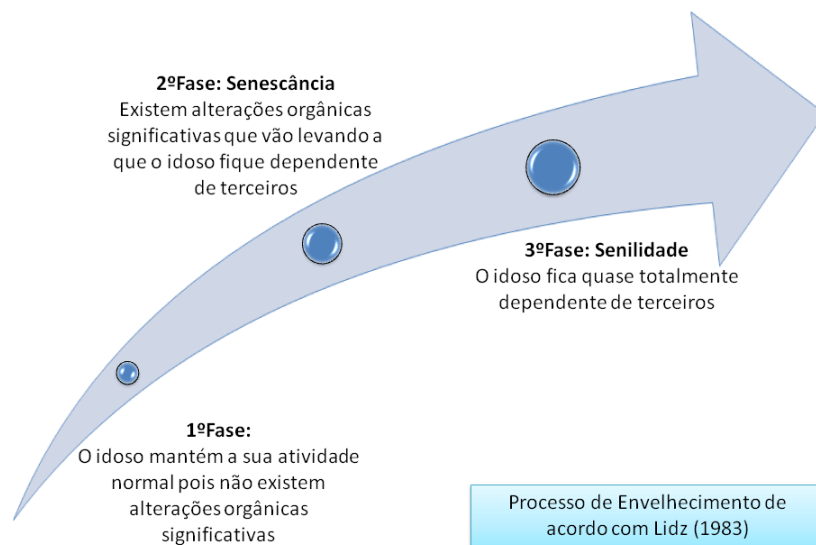 2ºFase: Senescância
Existem alterações orgânicas
significativas que vão levando a
que o idoso fique dependente
de terceiros
3ºFase: Senilidade
O idoso fica quase totalmente
dependente de terceiros
1ºFase:
O idoso mantém a sua atividade
normal pois não existem
alterações orgânicas
significativas
Processo de Envelhecimento de
acordo com Lidz (1983)